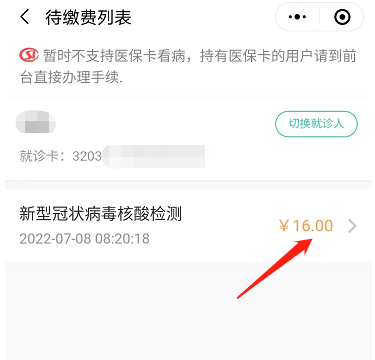 待缴费列表
暂时不支持医保卡看病，持有医保卡的用户请到前
台直接办理手续.
切换就诊人
就诊卡：3203
新型冠状病毒核酸检测
￥16.00
2022-07-08 08:20:18